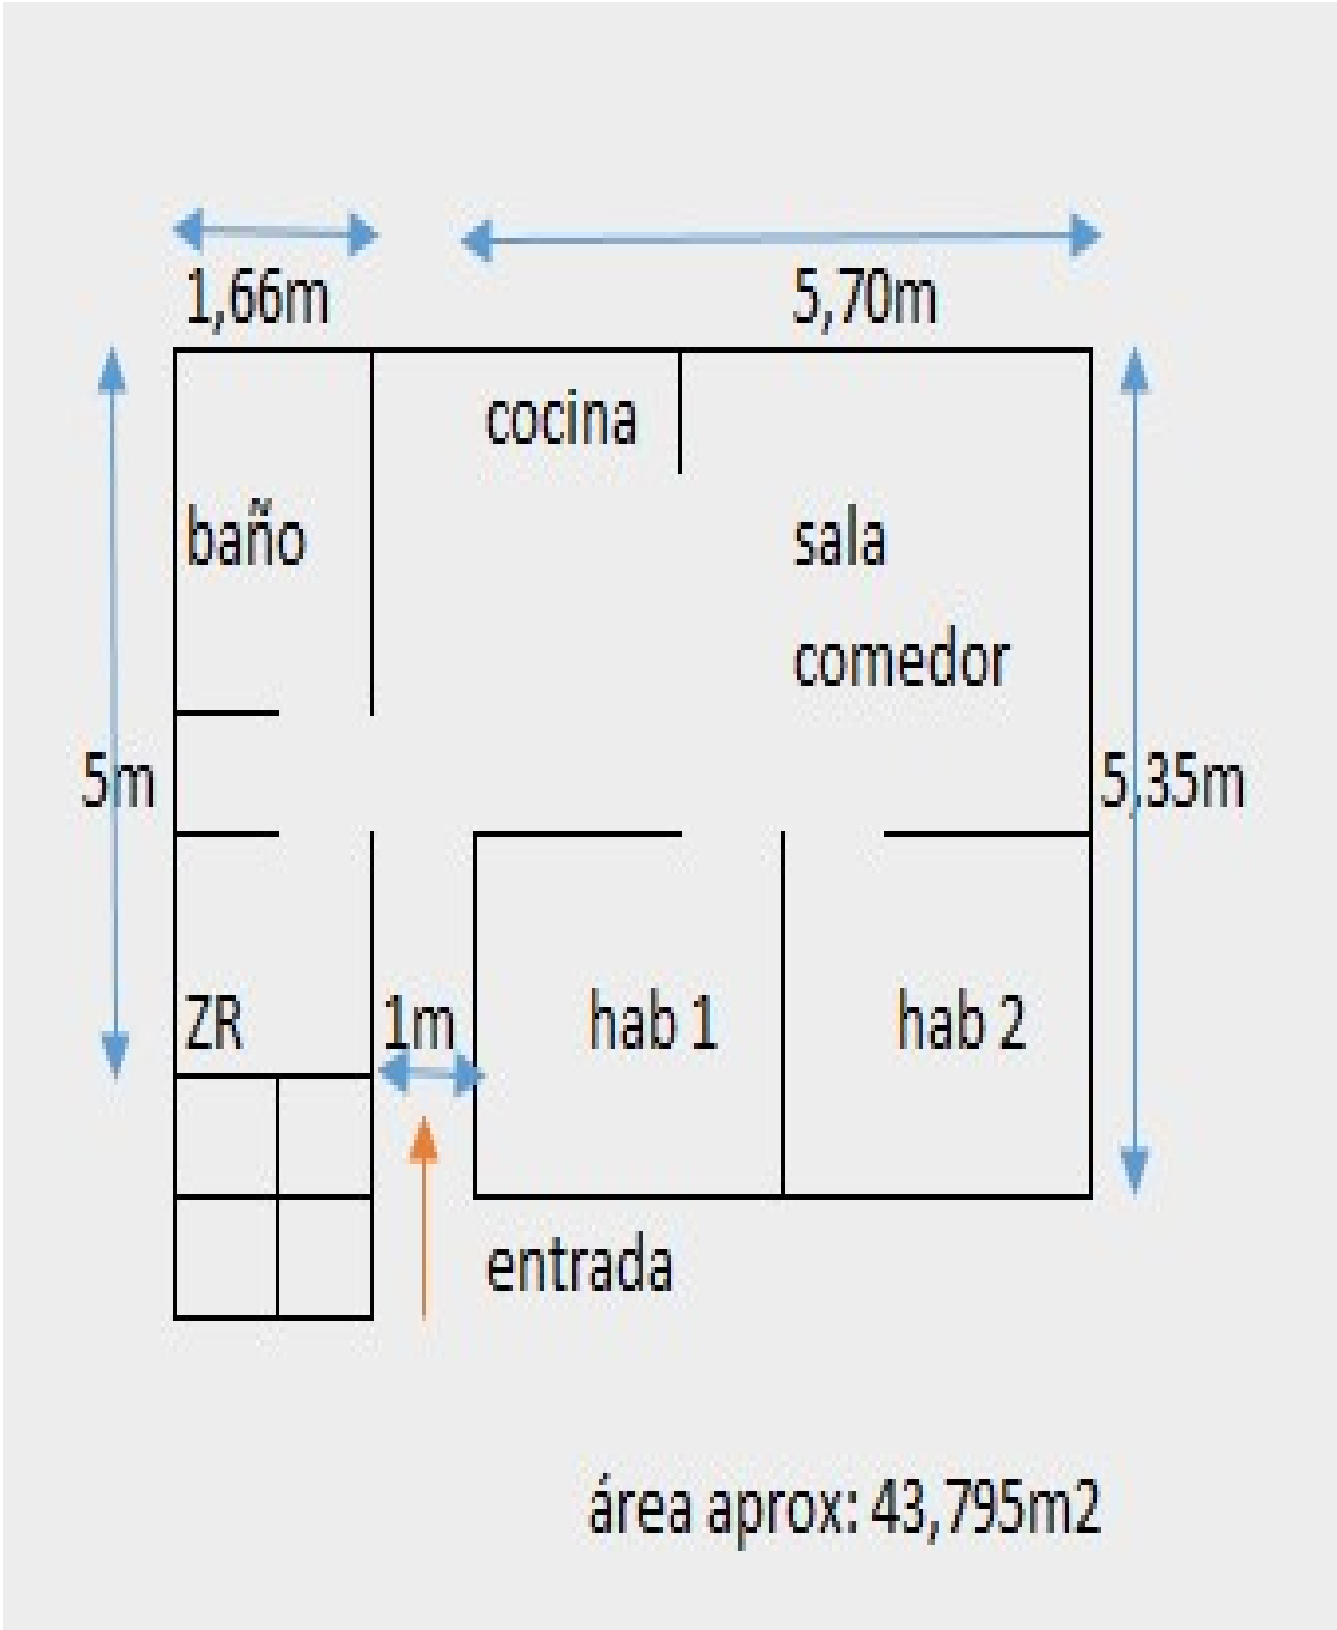 1,66m
5,70m
cocina
baño
sala
comedor
5m
5,35m
ZR
1m
hab 1
hab 2
entrada
área aprox: 43,795m2